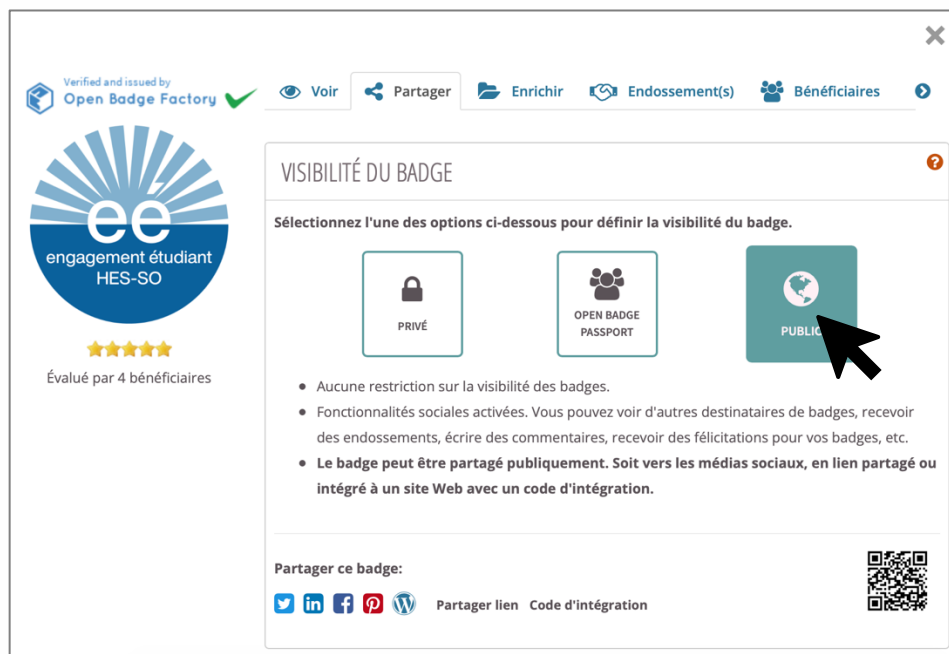 Verified and issued by
Open Badge Factory
Voir
Partager
Enrichir
Endossement(s)
Bénéficiaires
eé
engagement étudiant
HES-SO
Évalué par 4 bénéficiaires
VISIBILITÉ DU BADGE
?
Sélectionnez l'une des options ci-dessous pour définir la visibilité du badge.
PRIVÉ
OPEN BADGE
PASSPORT
PUBLIC
Aucune restriction sur la visibilité des badges.
Fonctionnalités sociales activées. Vous pouvez voir d'autres destinataires de badges, recevoir
des endossements, écrire des commentaires, recevoir des félicitations pour vos badges, etc.
Le badge peut être partagé publiquement. Soit vers les médias sociaux, en lien partagé ou
intégré à un site Web avec un code d'intégration.
Partager ce badge:
Partager lien Code d'intégration